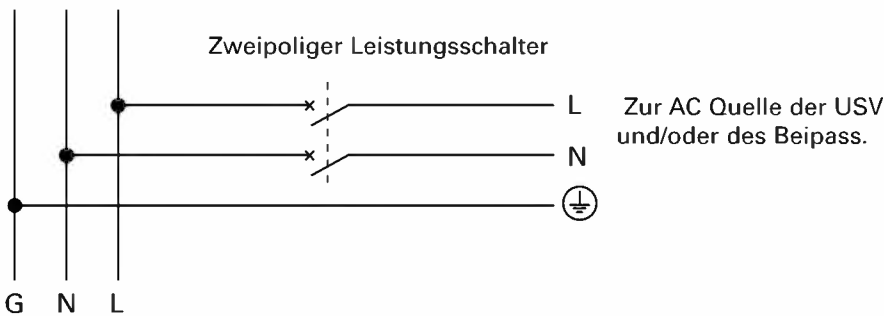 Zweipoliger Leistungsschalter
L
Zur AC Quelle der USV
und/oder des Beipass.
N
G N L